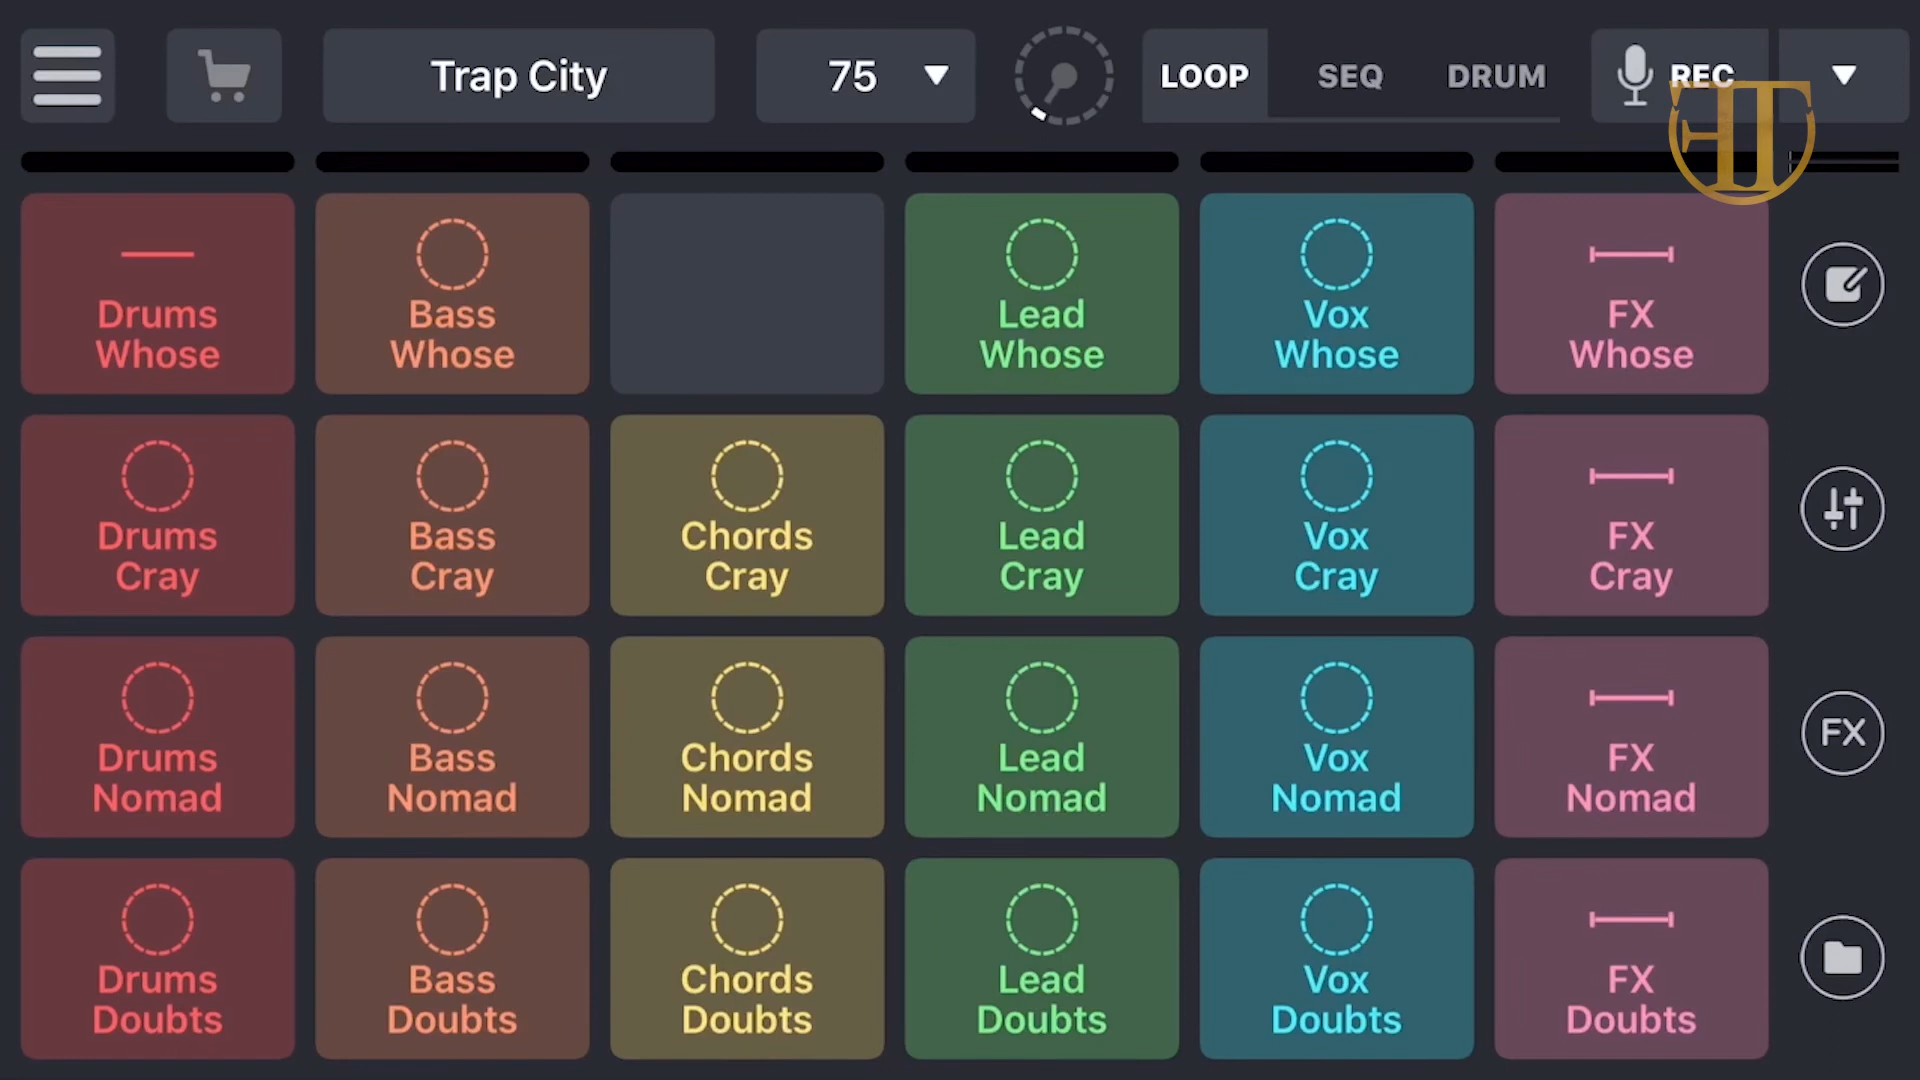 Trap City
75
LOOP
SEQ
DRUM
REC
Drums
Whose
Bass
Whose
Lead
Whose
Vox
Whose
FX
Whose
Drums
Cray
Bass
Cray
Chords
Cray
Lead
Cray
Vox
Cray
FX
Cray
Drums
Nomad
Bass
Nomad
Chords
Nomad
Lead
Nomad
Vox
Nomad
FX
Nomad
FX
Drums
Doubts
Bass
Doubts
Chords
Doubts
Lead
Doubts
Vox
Doubts
FX
Doubts